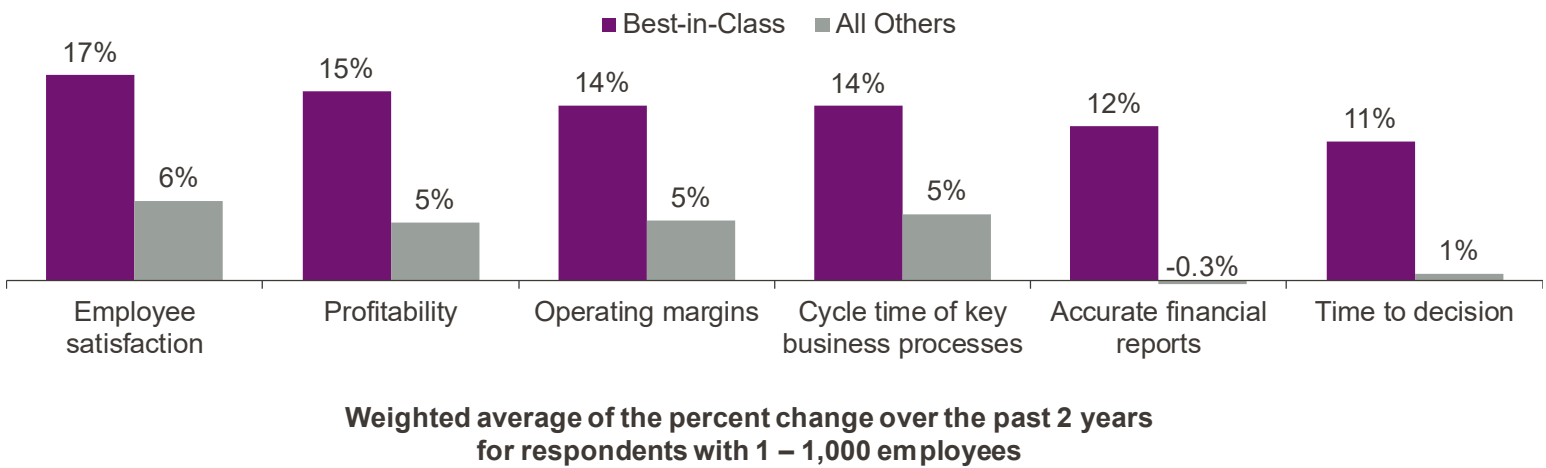 Best-in-Class All Others
17%
6%
15%
5%
14%
5%
14%
5%
12%
-0.3%
11%
1%
Employee
satisfaction
Profitability
Operating margins
Cycle time of key
business processes
Accurate financial
reports
Time to decision
Weighted average of the percent change over the past 2 years
for respondents with 1 – 1,000 employees